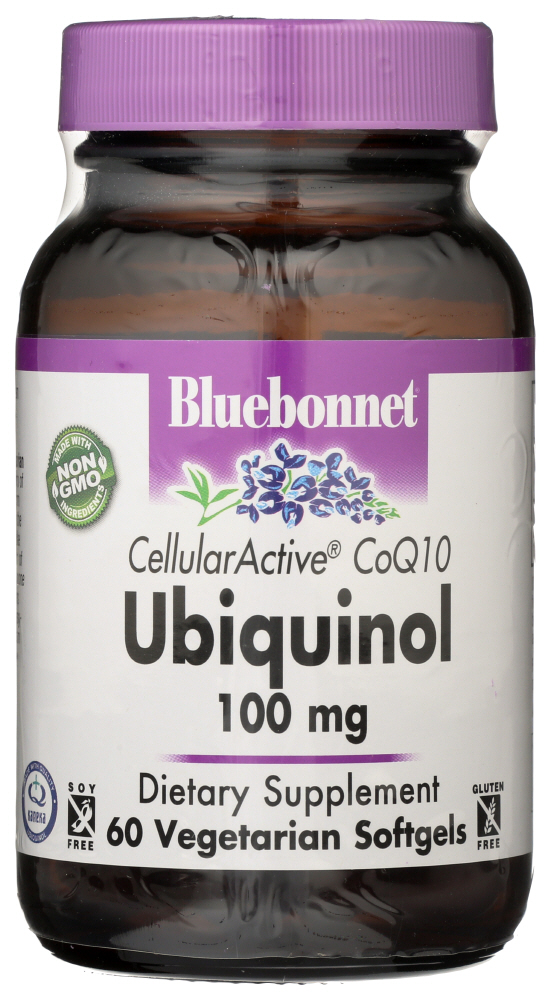 Bluebonnet
MADE WITH
NON
GMO
INGREDIENTS
CellularActive® CoQ10
Ubiquinol
100 mg
Dietary Supplement
60 Vegetarian Softgels
SOY
FREE
GLUTEN
FREE
Q
kaneka